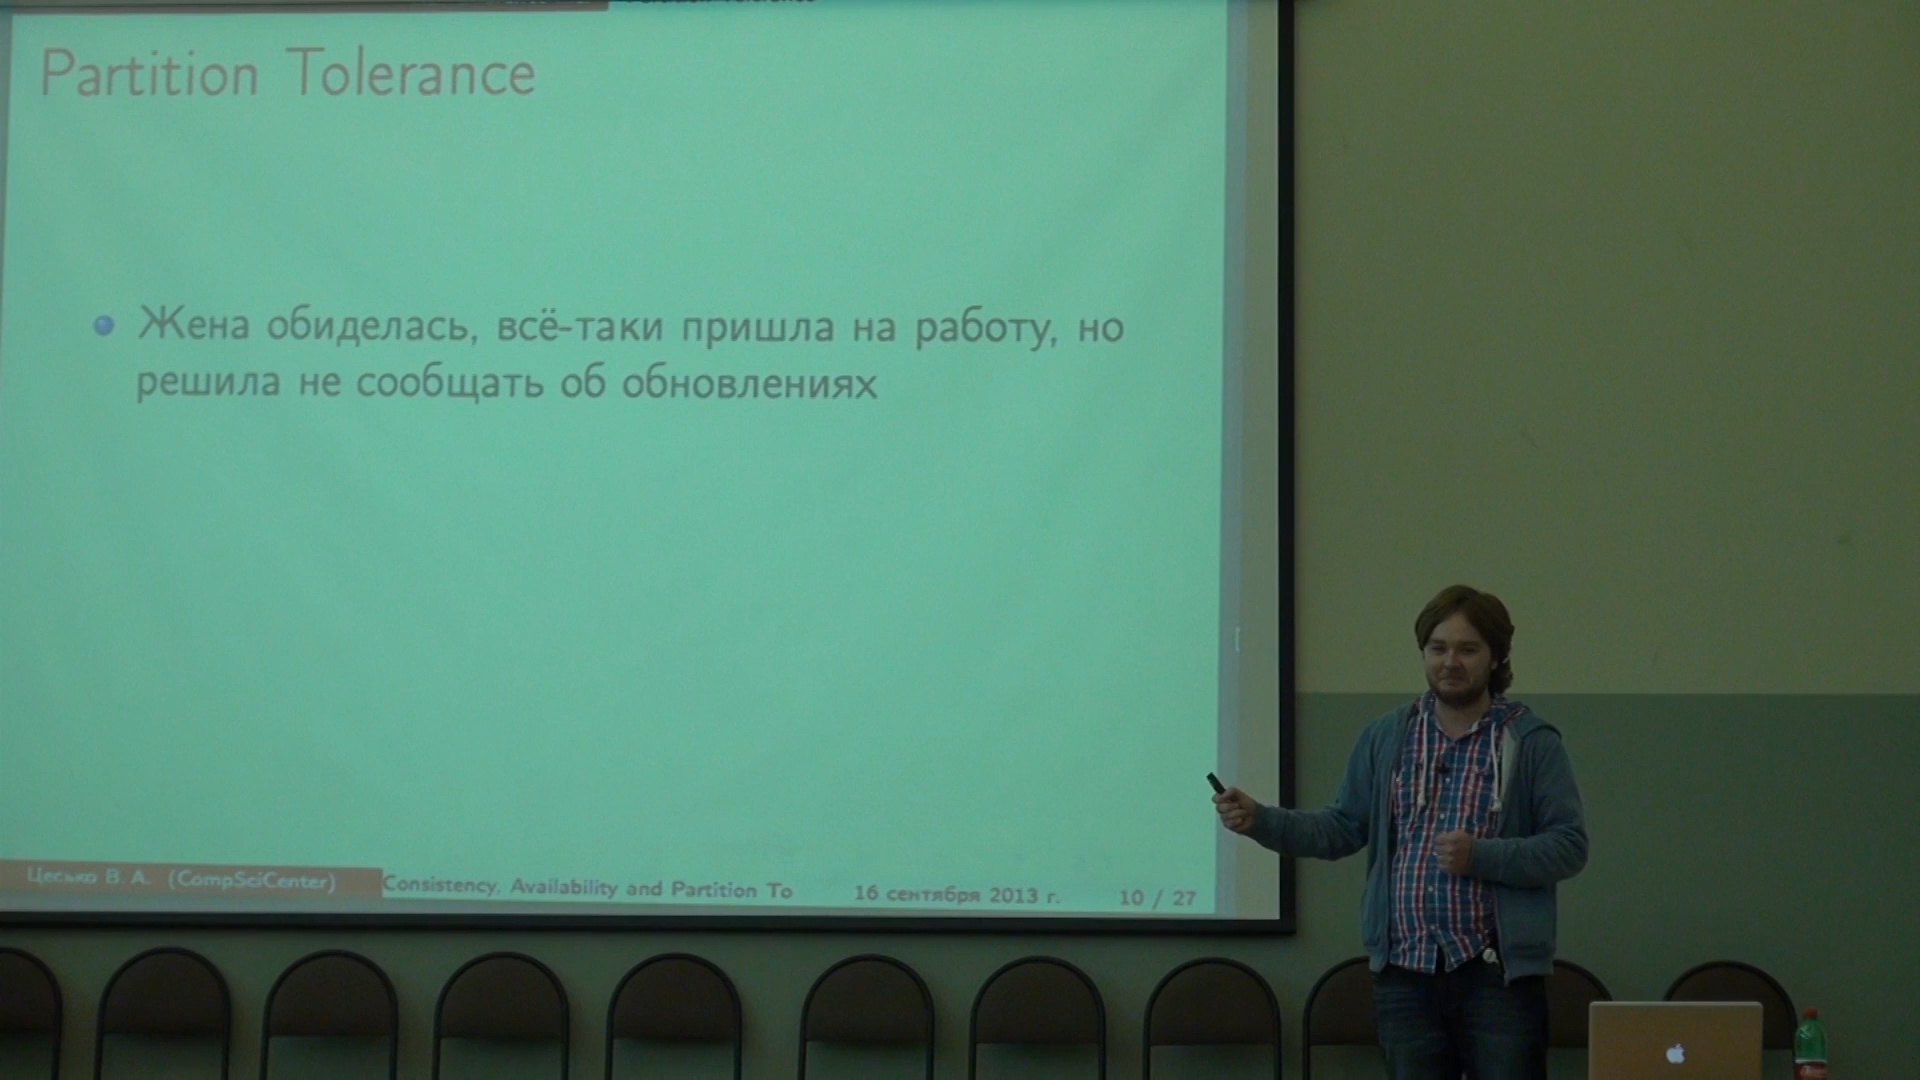 Partition Tolerance
Жена обиделась, всё-таки пришла на работу, но
решила не сообщать об обновлениях
Цесько В. А. (CompSciCenter)
Consistency, Availability and Partition To
16 сентября 2013 г.
10 / 27